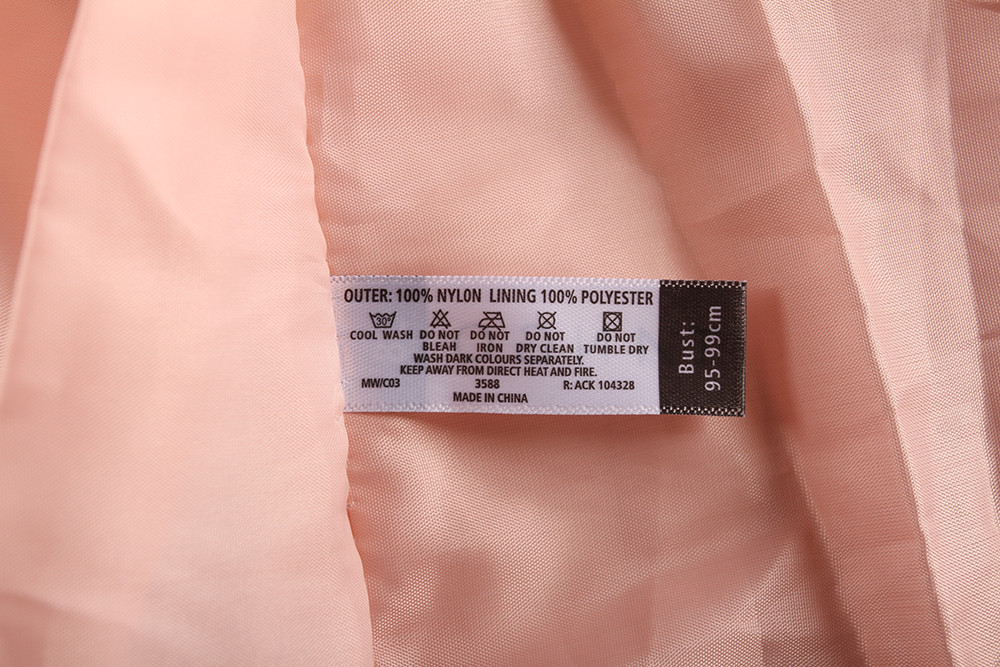 OUTER: 100% NYLON LINING 100% POLYESTER
30°
COOL WASH DO NOT BLEAH DO NOT IRON DO NOT DRY CLEAN DO NOT TUMBLE DRY
WASH DARK COLOURS SEPARATELY.
KEEP AWAY FROM DIRECT HEAT AND FIRE.
MW/C03 3588 R: ACK 104328
MADE IN CHINA
Bust:
95-99cm